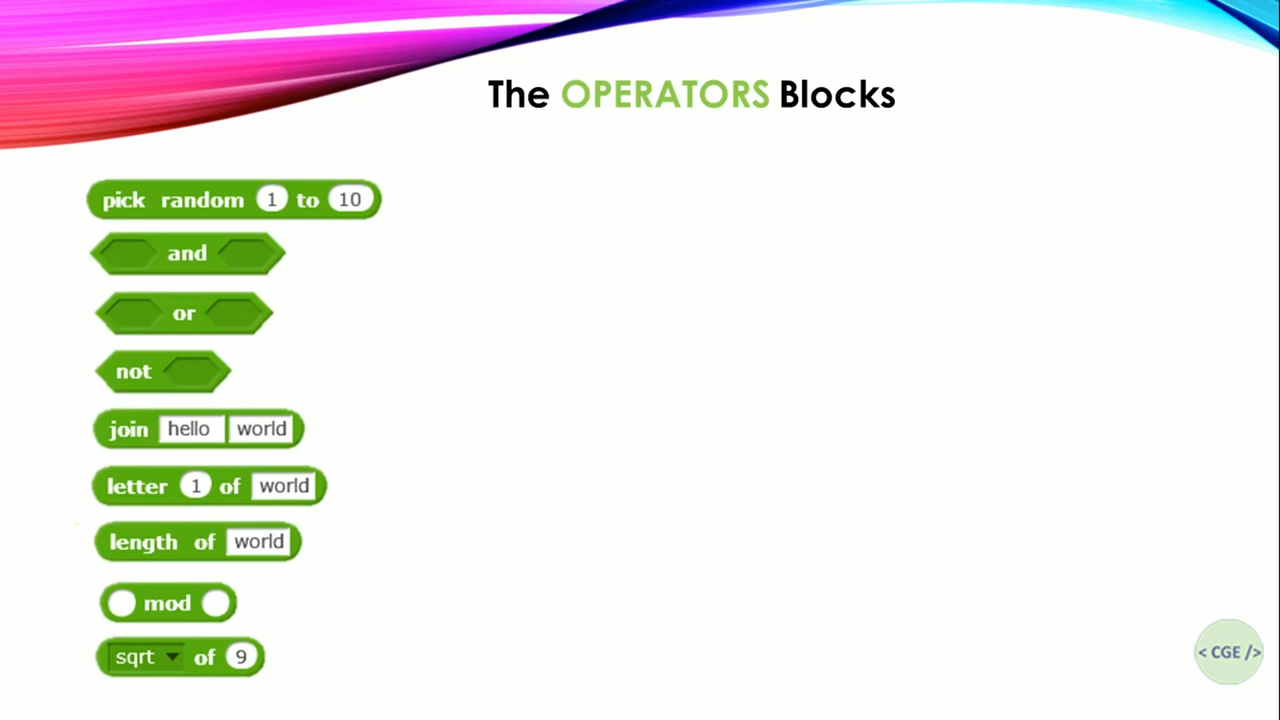 The OPERATORS Blocks
pick random 1 to 10
and
or
not
join hello world
letter 1 of world
length of world
mod
sqrt of 9
< CGE />